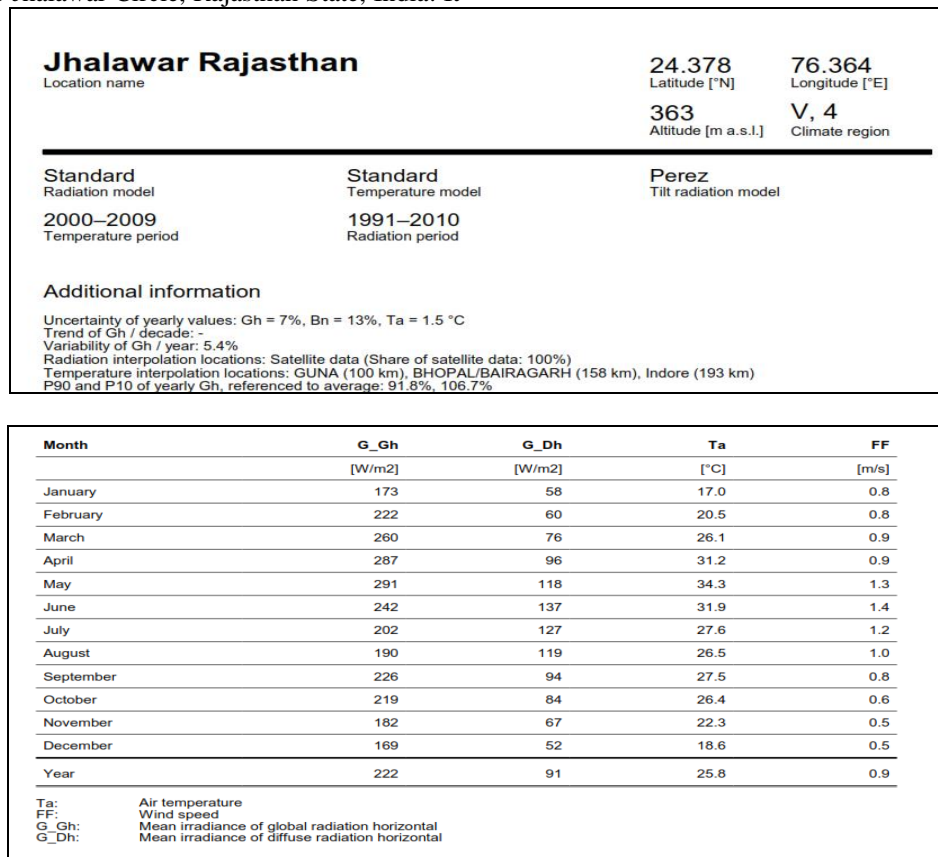 Jhalawar Circle, Rajasthan State, India.
Jhalawar Rajasthan
Location name
24.378
Latitude [°N]
76.364
Longitude [°E]
363
Altitude [m a.s.l.]
V, 4
Climate region
Standard
Radiation model
Standard
Temperature model
Perez
Tilt radiation model
2000–2009
Temperature period
1991–2010
Radiation period
Additional information
Uncertainty of yearly values: Gh = 7%, Bn = 13%, Ta = 1.5 °C
Trend of Gh / decade: -
Variability of Gh / year: 5.4%
Radiation interpolation locations: Satellite data (Share of satellite data: 100%)
Temperature interpolation locations: GUNA (100 km), BHOPAL/BAIRAGARH (158 km), Indore (193 km)
P90 and P10 of yearly Gh, referenced to average: 91.8%, 106.7%
Month G_Gh G_Dh Ta FF
[W/m2] [W/m2] [°C] [m/s]
January 173 58 17.0 0.8
February 222 60 20.5 0.8
March 260 76 26.1 0.9
April 287 96 31.2 0.9
May 291 118 34.3 1.3
June 242 137 31.9 1.4
July 202 127 27.6 1.2
August 190 119 26.5 1.0
September 226 94 27.5 0.8
October 219 84 26.4 0.6
November 182 67 22.3 0.5
December 169 52 18.6 0.5
Year 222 91 25.8 0.9
Ta: Air temperature
FF: Wind speed
G_Gh: Mean irradiance of global radiation horizontal
G_Dh: Mean irradiance of diffuse radiation horizontal